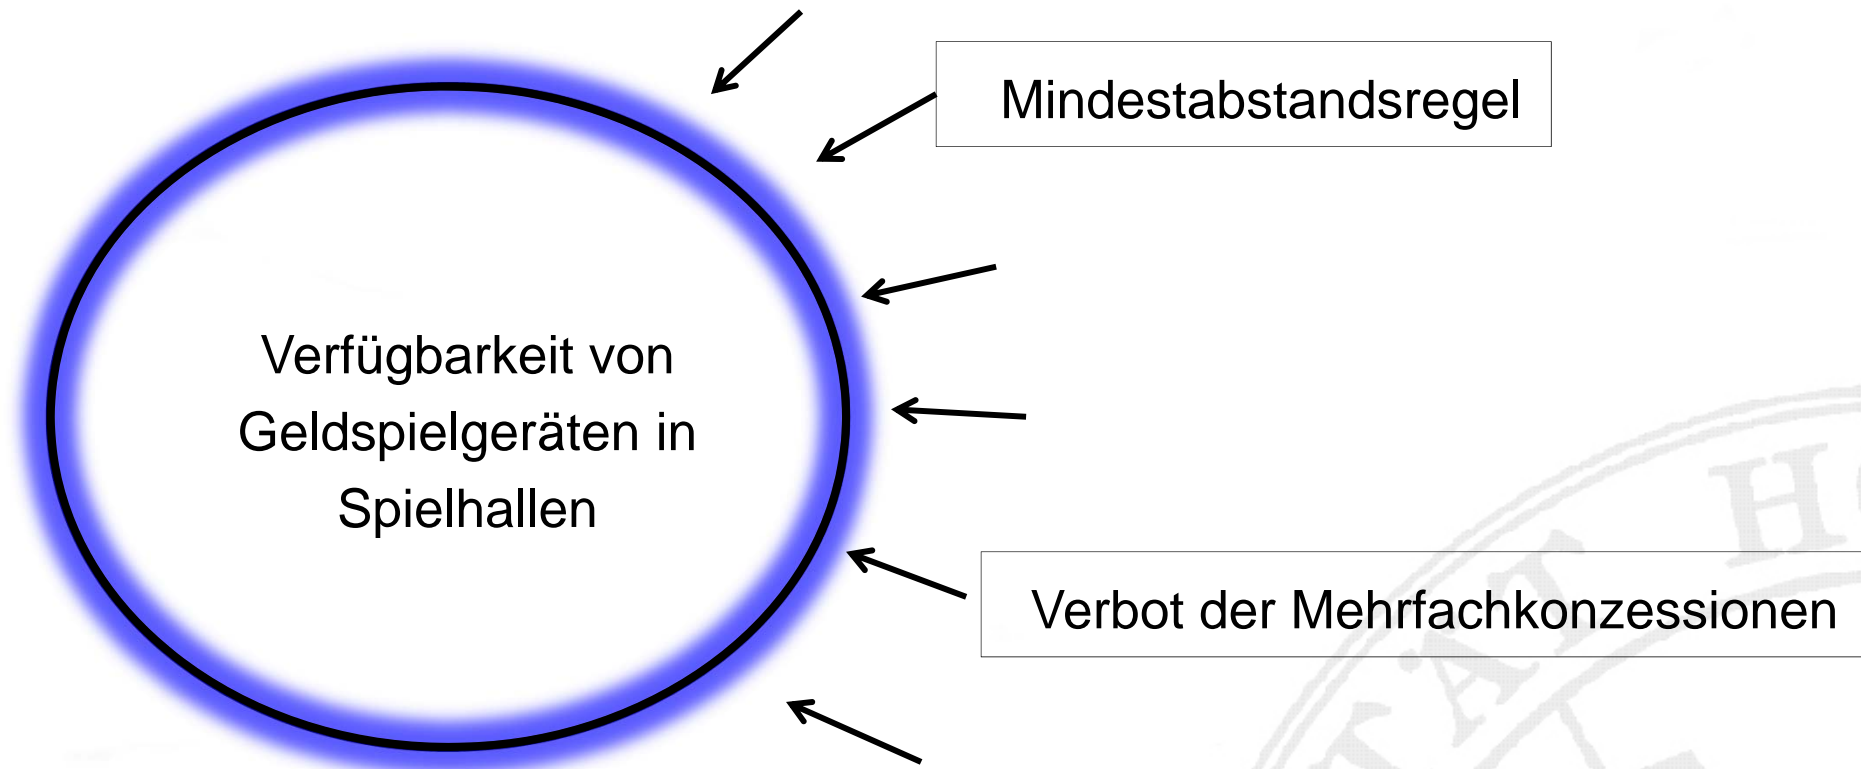 Mindestabstandsregel
Verfügbarkeit von
Geldspielgeräten in
Spielhallen
Verbot der Mehrfachkonzessionen